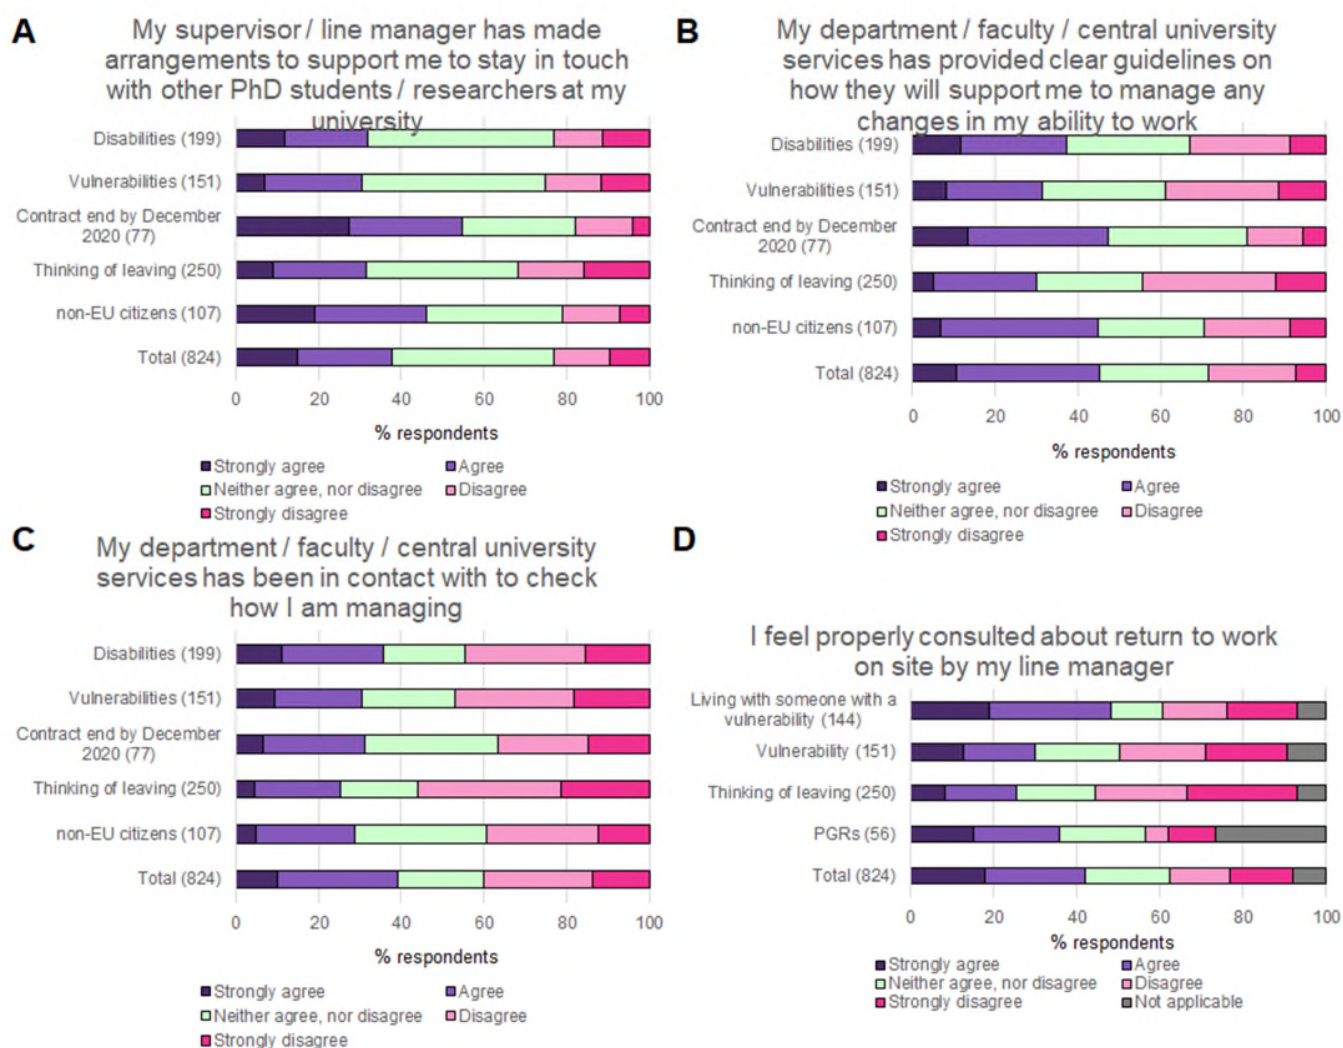 A
My supervisor / line manager has made
arrangements to support me to stay in touch
with other PhD students / researchers at my
university
Disabilities (199)
Vulnerabilities (151)
Contract end by December
2020 (77)
Thinking of leaving (250)
non-EU citizens (107)
Total (824)
0 20 40 60 80 100
% respondents
Strongly agree Agree
Neither agree, nor disagree Disagree
Strongly disagree
B
My department / faculty / central university
services has provided clear guidelines on
how they will support me to manage any
changes in my ability to work
Disabilities (199)
Vulnerabilities (151)
Contract end by December
2020 (77)
Thinking of leaving (250)
non-EU citizens (107)
Total (824)
0 20 40 60 80 100
% respondents
Strongly agree Agree
Neither agree, nor disagree Disagree
Strongly disagree
C
My department / faculty / central university
services has been in contact with to check
how I am managing
Disabilities (199)
Vulnerabilities (151)
Contract end by December
2020 (77)
Thinking of leaving (250)
non-EU citizens (107)
Total (824)
0 20 40 60 80 100
% respondents
Strongly agree Agree
Neither agree, nor disagree Disagree
Strongly disagree
D
I feel properly consulted about return to work
on site by my line manager
Living with someone with a
vulnerability (144)
Vulnerability (151)
Thinking of leaving (250)
PGRs (56)
Total (824)
0 20 40 60 80 100
% respondents
Strongly agree Agree
Neither agree, nor disagree Disagree
Strongly disagree Not applicable